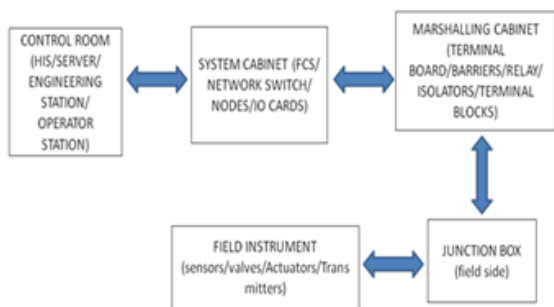 CONTROL ROOM
(HIS/SERVER/
ENGINEERING
STATION/
OPERATOR
STATION)
SYSTEM CABINET (FCS/
NETWORK SWITCH/
NODES/IO CARDS)
MARSHALLING CABINET
(TERMINAL
BOARD/BARRIERS/RELAY/
ISOLATORS/TERMINAL
BLOCKS)
FIELD INSTRUMENT
(sensors/valves/Actuators/Trans
mitters)
JUNCTION BOX
(field side)